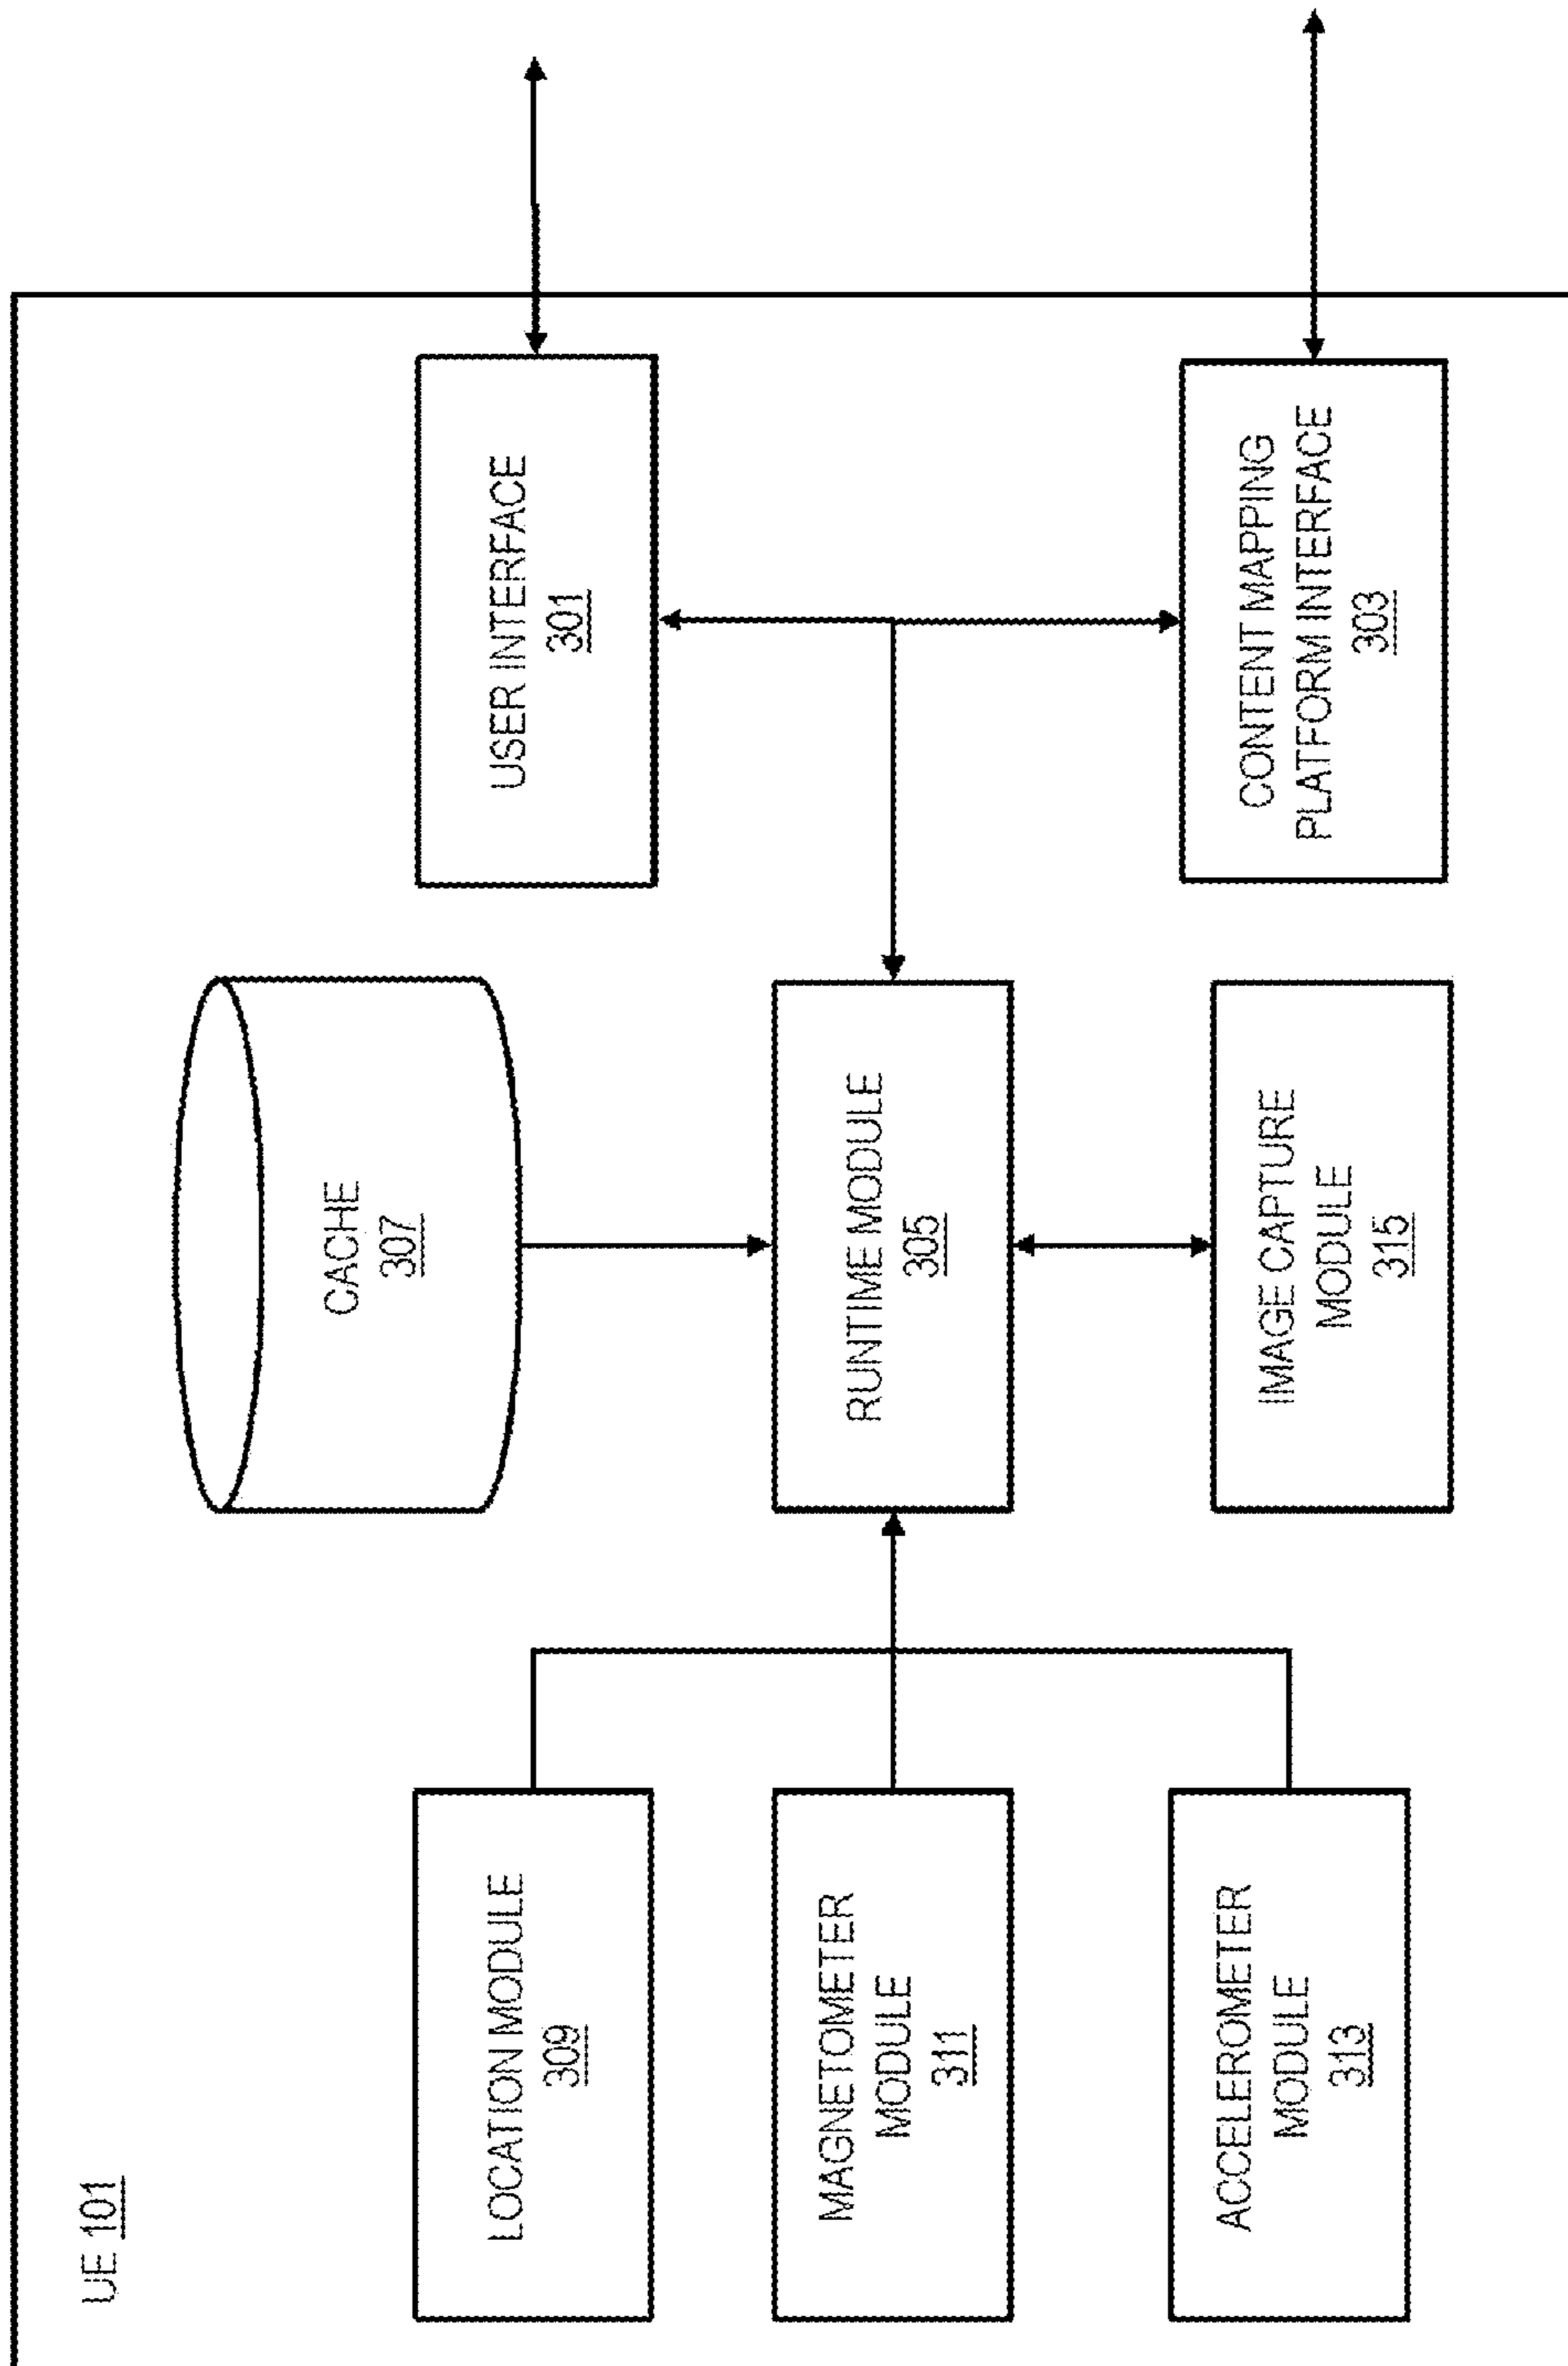 UE 101
LOCATION MODULE
309
MAGNETOMETER
MODULE
311
ACCELEROMETER
MODULE
313
CACHE
307
RUNTIME MODULE
305
IMAGE CAPTURE
MODULE
315
USER INTERFACE
301
CONTENT MAPPING
PLATFORM INTERFACE
303